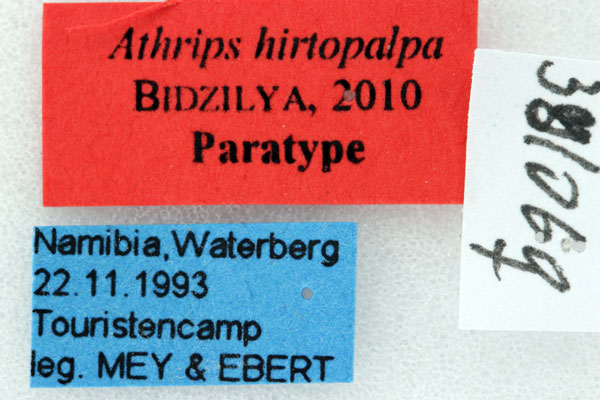 Athrips hirtopalpa
BIDZILYA, 2010
Paratype
Namibia, Waterberg
22.11.1993
Touristencamp
leg. MEY & EBERT